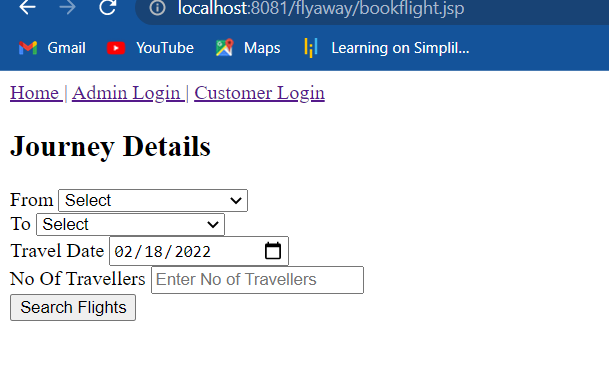 localhost:8081/flyaway/bookflight.jsp
Gmail YouTube Maps Learning on Simplil...
Home | Admin Login | Customer Login
Journey Details
From Select
To Select
Travel Date 02/18/2022
No Of Travellers Enter No of Travellers
Search Flights